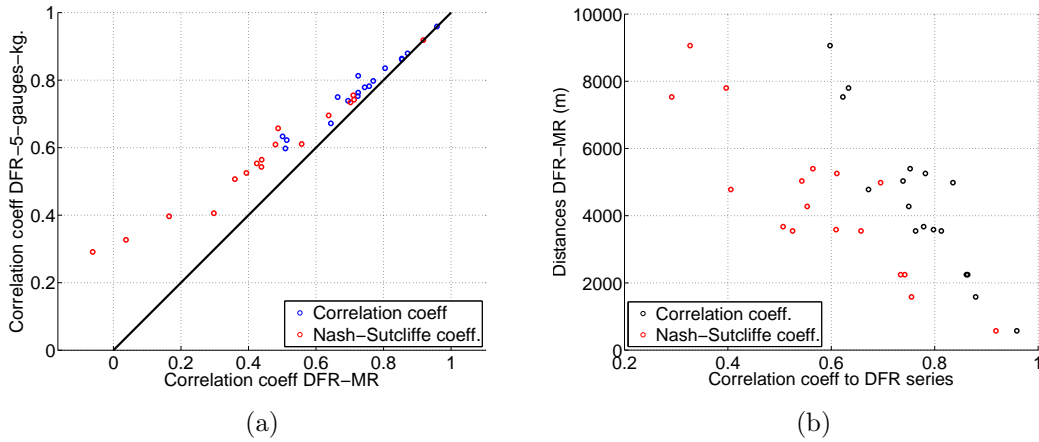 1
0.8
0.6
0.4
0.2
0
Correlation coeff DFR−5−gauges−kg.
0 0.2 0.4 0.6 0.8 1
Correlation coeff DFR−MR
Correlation coeff
Nash−Sutcliffe coeff.
(a)
10000
8000
6000
4000
2000
0
Distances DFR−MR (m)
0.2 0.4 0.6 0.8 1
Correlation coeff to DFR series
Correlation coeff.
Nash−Sutcliffe coeff.
(b)